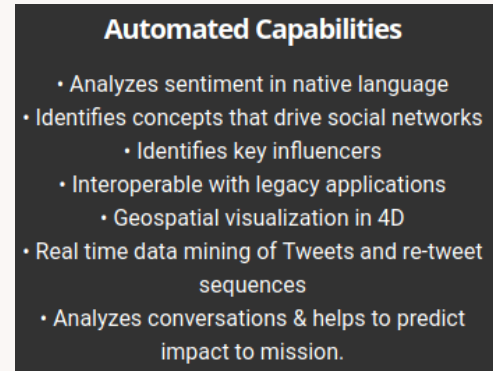 Automated Capabilities
• Analyzes sentiment in native language
• Identifies concepts that drive social networks
• Identifies key influencers
• Interoperable with legacy applications
• Geospatial visualization in 4D
• Real time data mining of Tweets and re-tweet
sequences
• Analyzes conversations & helps to predict
impact to mission.